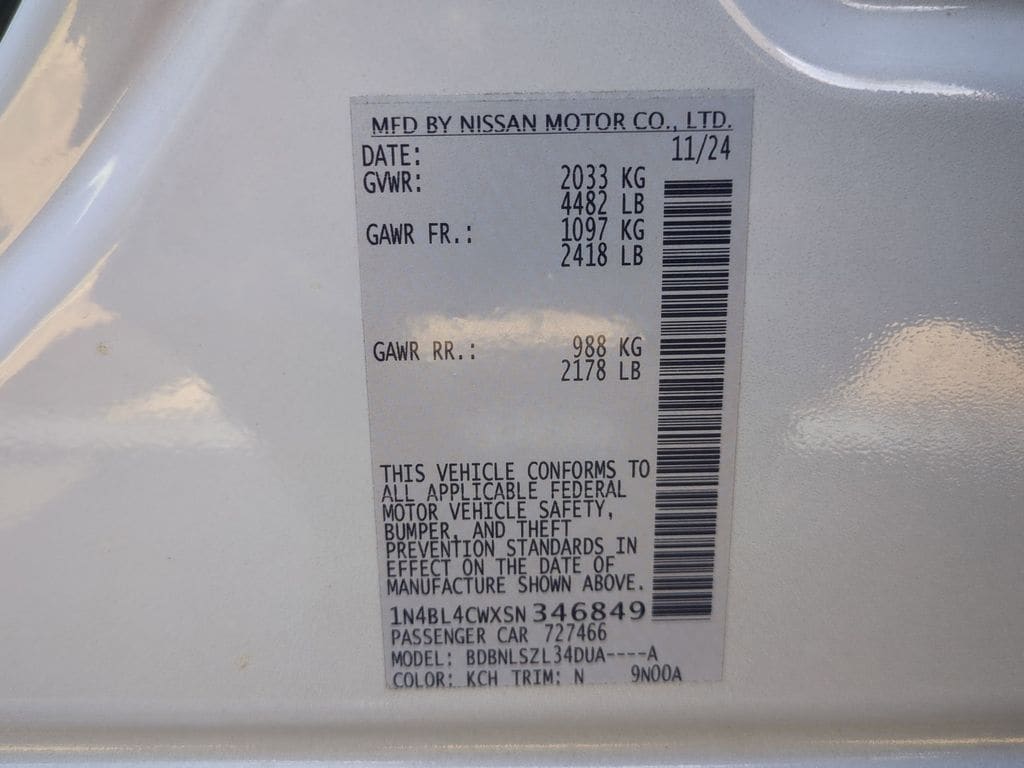 MFD BY NISSAN MOTOR CO., LTD.
DATE: 11/24
GVWR: 2033 KG
4482 LB
GAWR FR.: 1097 KG
2418 LB
GAWR RR.: 988 KG
2178 LB
THIS VEHICLE CONFORMS TO
ALL APPLICABLE FEDERAL
MOTOR VEHICLE SAFETY,
BUMPER, AND THEFT
PREVENTION STANDARDS IN
EFFECT ON THE DATE OF
MANUFACTURE SHOWN ABOVE.
1N4BL4CWXSN346849
PASSENGER CAR 727466
MODEL: BDBNLSZL34DUA----A
COLOR: KCH TRIM: N 9N00A